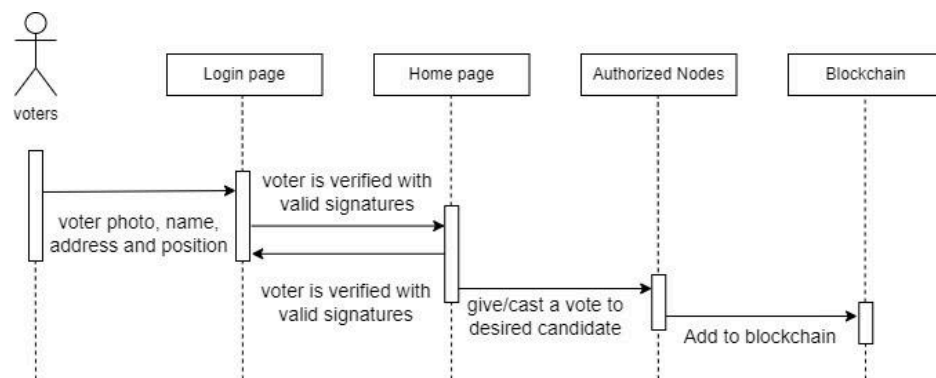 voters
Login page
Home page
Authorized Nodes
Blockchain
voter photo, name,
address and position
voter is verified with
valid signatures
voter is verified with
valid signatures
give/cast a vote to
desired candidate
Add to blockchain